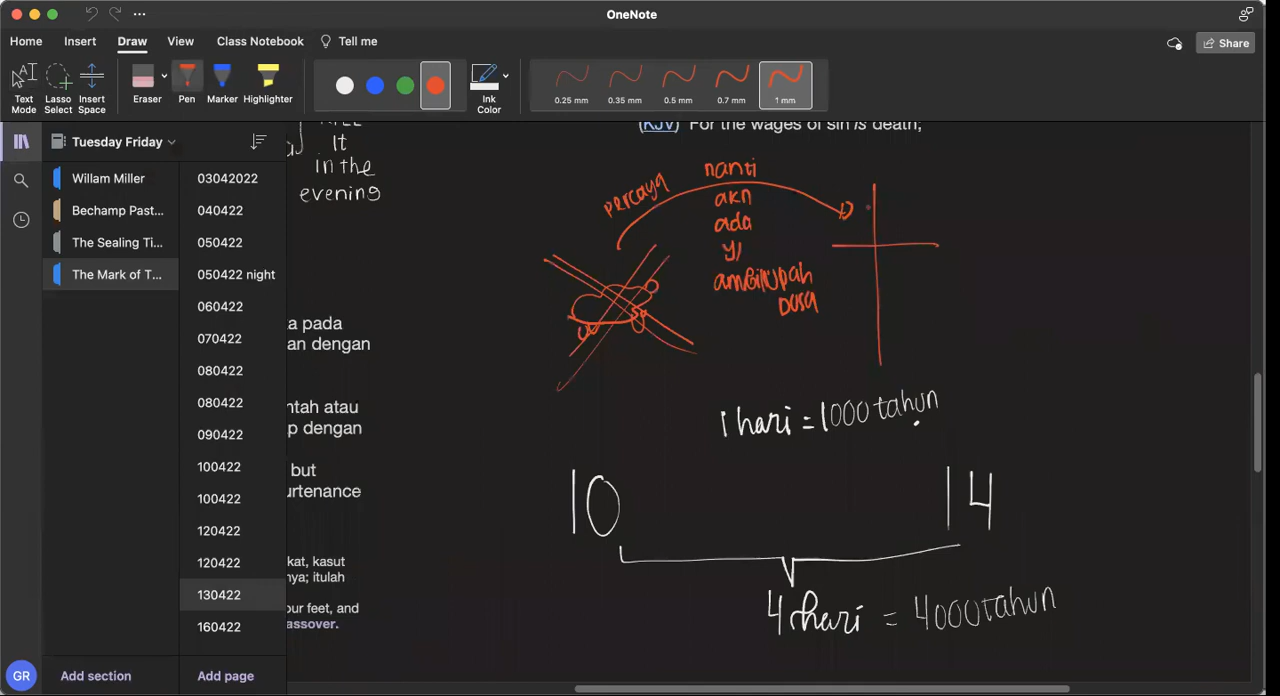 OneNote
Home Insert Draw View Class Notebook Tell me
Share
Text Mode
Lasso Select
Insert Space
Eraser
Pen
Marker
Highlighter
Ink Color
0.25 mm 0.35 mm 0.5 mm 0.7 mm 1 mm
Tuesday Friday
Willam Miller
Bechamp Past...
The Sealing Ti...
The Mark of T...
03042022
040422
050422
050422 night
060422
070422
080422
080422
090422
100422
100422
120422
120422
130422
160422
GR
Add section
Add page
It
in the
evening
a pada
an dengan
ntah atau
p dengan
but
urtenance
kat, kasut
nya; itulah
our feet, and
assover.
(KJV) For the wages of sin is death;
percaya
nanti
akn
ada
y/
ambil upah
Dosa
1 hari = 1000 tahun
10
14
4 hari = 4000 tahun